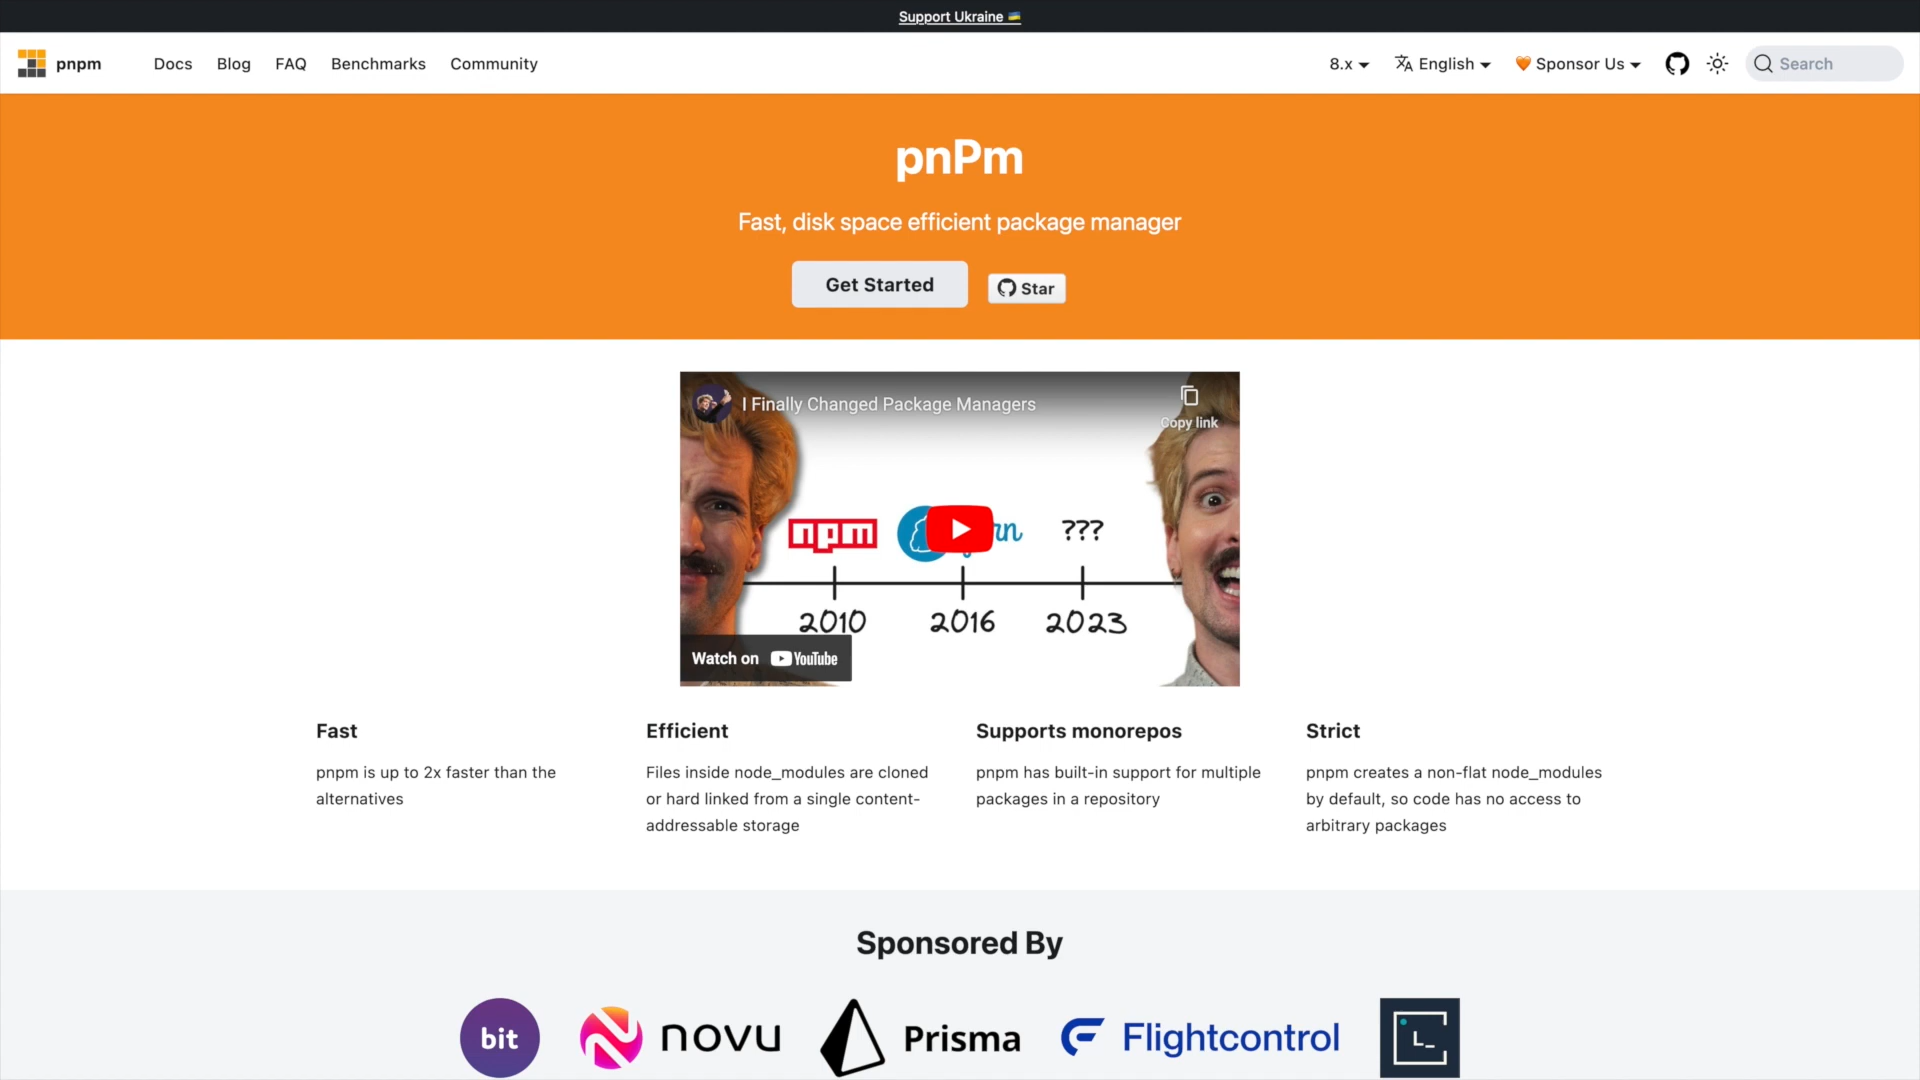 Support Ukraine 🇺🇦
pnpm
Docs
Blog
FAQ
Benchmarks
Community
8.x
English
🧡 Sponsor Us
Search
pnPm
Fast, disk space efficient package manager
Get Started
Star
I Finally Changed Package Managers
Copy link
npm
rn
???
2010
2016
2023
Watch on YouTube
Fast
pnpm is up to 2x faster than the
alternatives
Efficient
Files inside node_modules are cloned
or hard linked from a single content-
addressable storage
Supports monorepos
pnpm has built-in support for multiple
packages in a repository
Strict
pnpm creates a non-flat node_modules
by default, so code has no access to
arbitrary packages
Sponsored By
bit
novu
Prisma
Flightcontrol
L_